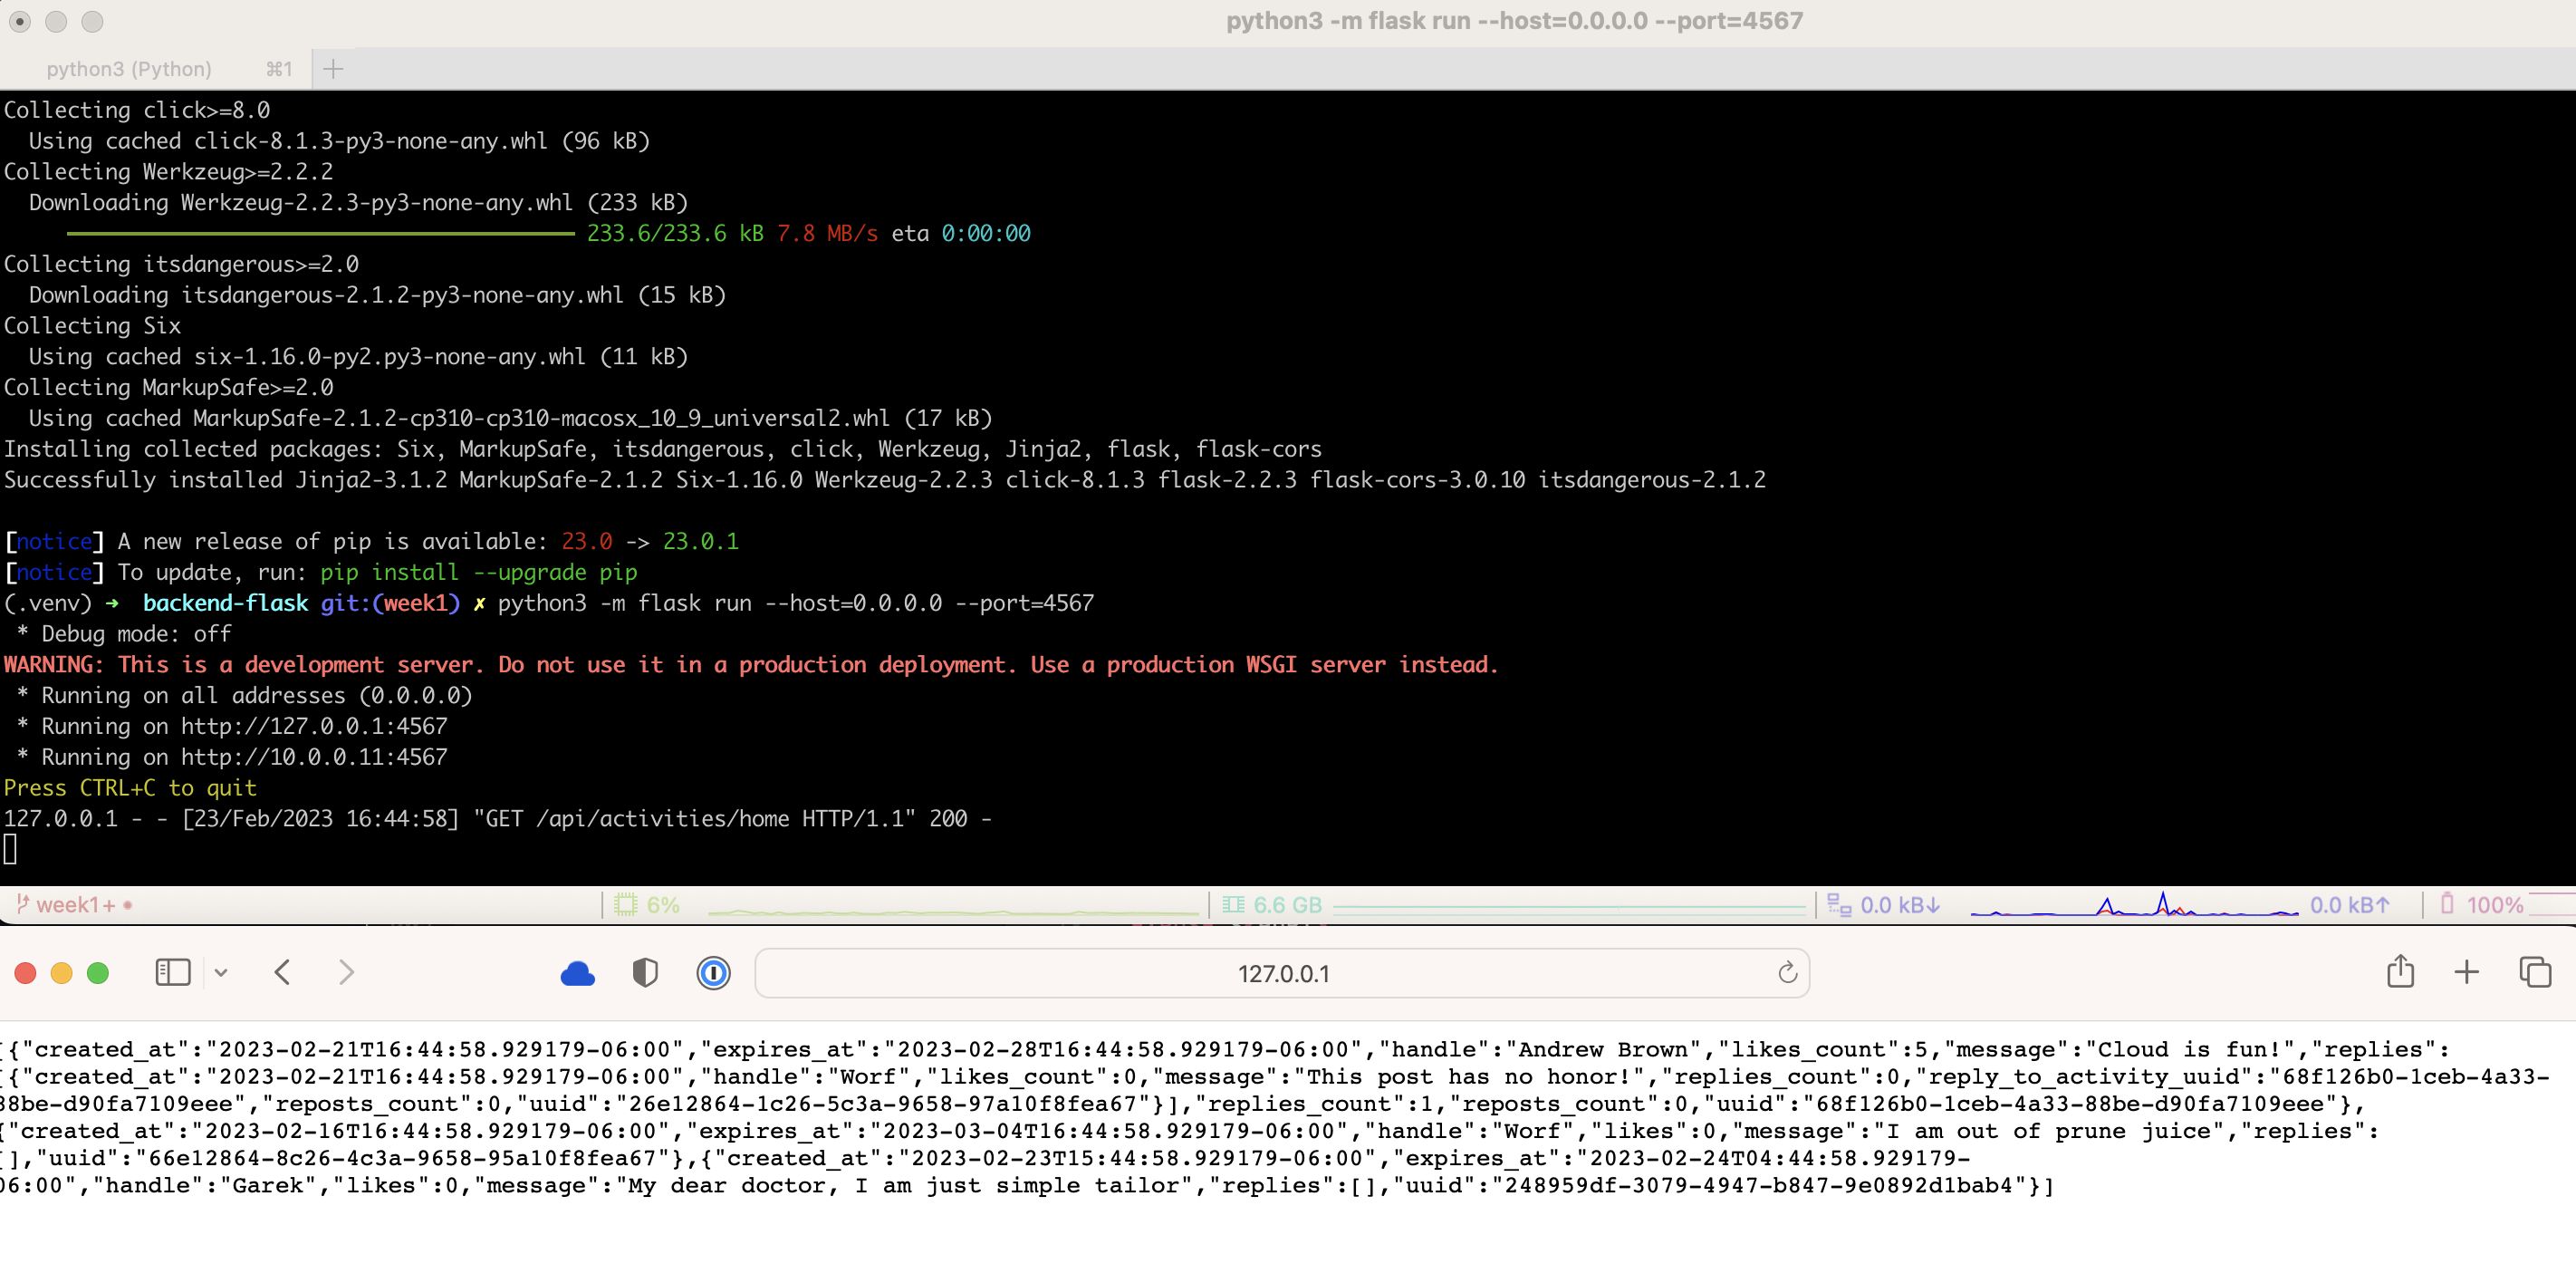 python3 -m flask run --host=0.0.0.0 --port=4567
python3 (Python) ⌘1
Collecting click>=8.0
Using cached click-8.1.3-py3-none-any.whl (96 kB)
Collecting Werkzeug>=2.2.2
Downloading Werkzeug-2.2.3-py3-none-any.whl (233 kB)
233.6/233.6 kB 7.8 MB/s eta 0:00:00
Collecting itsdangerous>=2.0
Downloading itsdangerous-2.1.2-py3-none-any.whl (15 kB)
Collecting Six
Using cached six-1.16.0-py2.py3-none-any.whl (11 kB)
Collecting MarkupSafe>=2.0
Using cached MarkupSafe-2.1.2-cp310-cp310-macosx_10_9_universal2.whl (17 kB)
Installing collected packages: Six, MarkupSafe, itsdangerous, click, Werkzeug, Jinja2, flask, flask-cors
Successfully installed Jinja2-3.1.2 MarkupSafe-2.1.2 Six-1.16.0 Werkzeug-2.2.3 click-8.1.3 flask-2.2.3 flask-cors-3.0.10 itsdangerous-2.1.2
[notice] A new release of pip is available: 23.0 -> 23.0.1
[notice] To update, run: pip install --upgrade pip
(.venv) → backend-flask git:(week1) ✗ python3 -m flask run --host=0.0.0.0 --port=4567
* Debug mode: off
WARNING: This is a development server. Do not use it in a production deployment. Use a production WSGI server instead.
* Running on all addresses (0.0.0.0)
* Running on http://127.0.0.1:4567
* Running on http://10.0.0.11:4567
Press CTRL+C to quit
127.0.0.1 - - [23/Feb/2023 16:44:58] "GET /api/activities/home HTTP/1.1" 200 -
week1+ 6% 6.6 GB 0.0 kB↓ 0.0 kB↑ 100%
127.0.0.1
[{"created_at":"2023-02-21T16:44:58.929179-06:00","expires_at":"2023-02-28T16:44:58.929179-06:00","handle":"Andrew Brown","likes_count":5,"message":"Cloud is fun!","replies":
[{"created_at":"2023-02-21T16:44:58.929179-06:00","handle":"Worf","likes_count":0,"message":"This post has no honor!","replies_count":0,"reply_to_activity_uuid":"68f126b0-1ceb-4a33-
88be-d90fa7109eee","reposts_count":0,"uuid":"26e12864-1c26-5c3a-9658-97a10f8fea67"}],"replies_count":1,"reposts_count":0,"uuid":"68f126b0-1ceb-4a33-88be-d90fa7109eee"},
{"created_at":"2023-02-16T16:44:58.929179-06:00","expires_at":"2023-03-04T16:44:58.929179-06:00","handle":"Worf","likes":0,"message":"I am out of prune juice","replies":
[],"uuid":"66e12864-8c26-4c3a-9658-95a10f8fea67"},{"created_at":"2023-02-23T15:44:58.929179-06:00","expires_at":"2023-02-24T04:44:58.929179-
06:00","handle":"Garek","likes":0,"message":"My dear doctor, I am just simple tailor","replies":[],"uuid":"248959df-3079-4947-b847-9e0892d1bab4"}]